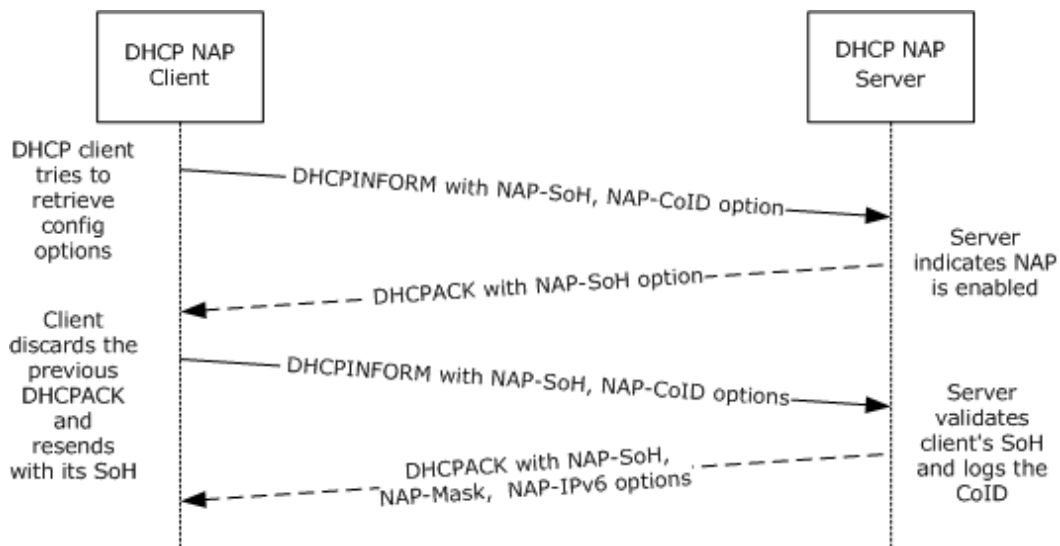 DHCP NAP
Client
DHCP NAP
Server
DHCP client
tries to
retrieve
config
options
DHCPINFORM with NAP-SoH, NAP-CoID option
Server
indicates NAP
is enabled
DHCPACK with NAP-SoH option
Client
discards the
previous
DHCPACK
and
resends
with its SoH
DHCPINFORM with NAP-SoH, NAP-CoID options
Server
validates
client's SoH
and logs the
CoID
DHCPACK with NAP-SoH,
NAP-Mask, NAP-IPv6 options